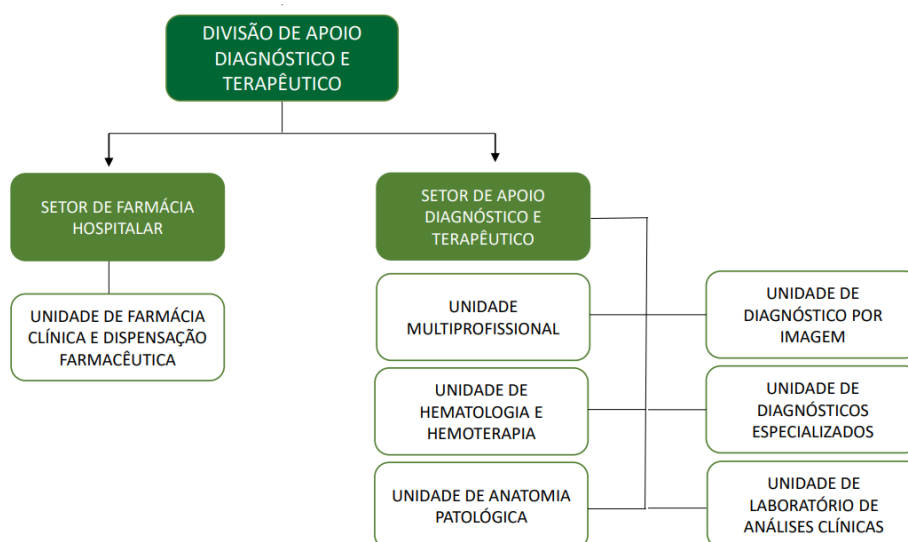 DIVISÃO DE APOIO
DIAGNÓSTICO E
TERAPÊUTICO
SETOR DE FARMÁCIA
HOSPITALAR
SETOR DE APOIO
DIAGNÓSTICO E
TERAPÊUTICO
UNIDADE DE FARMÁCIA
CLÍNICA E DISPENSAÇÃO
FARMACÊUTICA
UNIDADE
MULTIPROFISSIONAL
UNIDADE DE
DIAGNÓSTICO POR
IMAGEM
UNIDADE DE
HEMATOLOGIA E
HEMOTERAPIA
UNIDADE DE
DIAGNÓSTICOS
ESPECIALIZADOS
UNIDADE DE ANATOMIA
PATOLÓGICA
UNIDADE DE
LABORATÓRIO DE
ANÁLISES CLÍNICAS